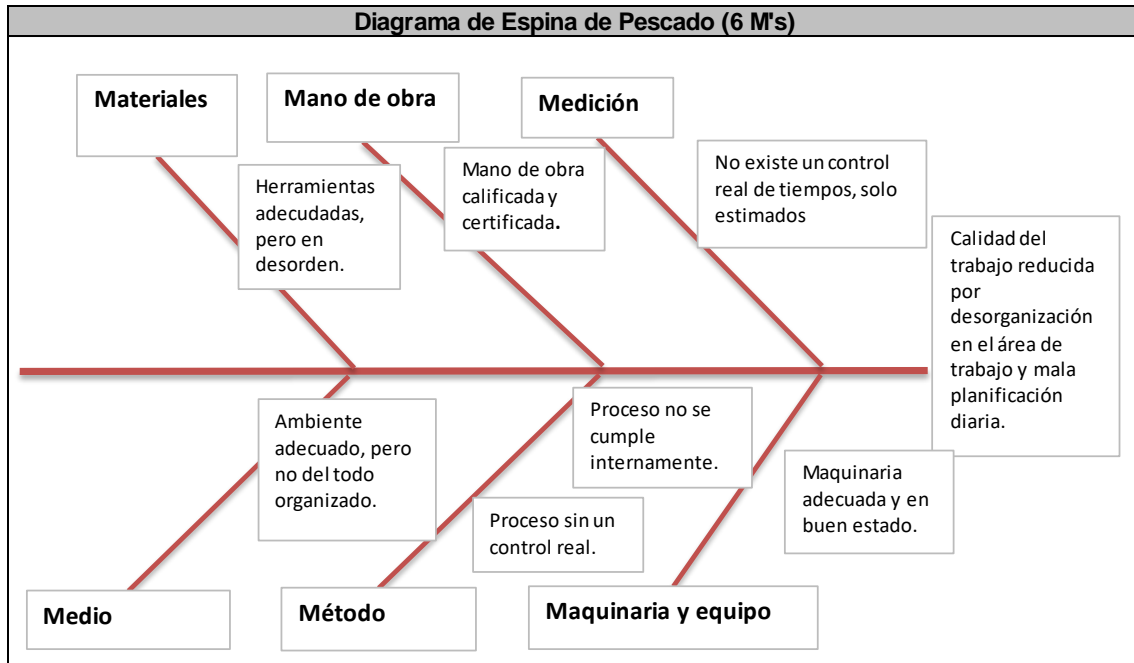 Diagrama de Espina de Pescado (6 M's)
Materiales
Mano de obra
Medición
Herramientas
adecudadas,
pero en
desorden.
Mano de obra
calificada y
certificada.
No existe un control
real de tiempos, solo
estimados
Calidad del
trabajo reducida
por
desorganización
en el área de
trabajo y mala
planificación
diaria.
Ambiente
adecuado, pero
no del todo
organizado.
Proceso no se
cumple
internamente.
Proceso sin un
control real.
Maquinaria
adecuada y en
buen estado.
Medio
Método
Maquinaria y equipo